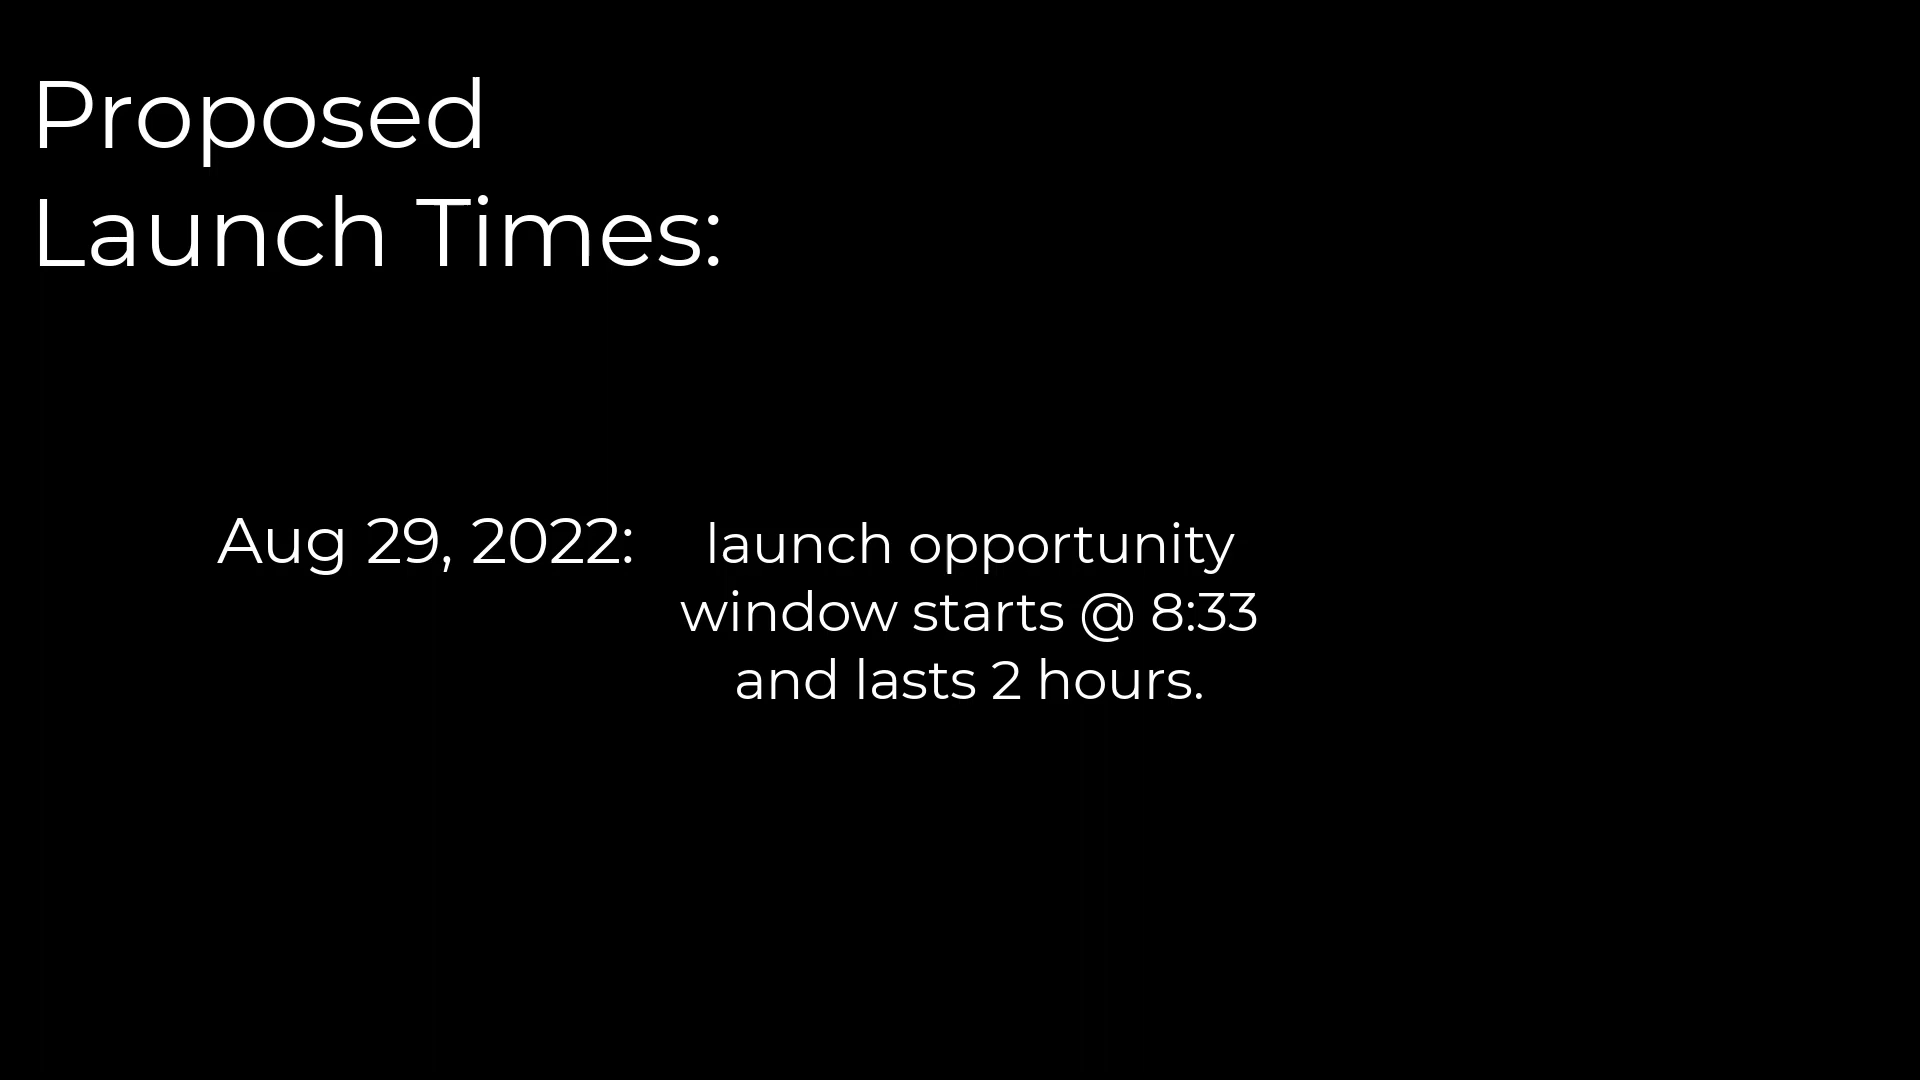 Proposed
Launch Times:
Aug 29, 2022:
launch opportunity
window starts @ 8:33
and lasts 2 hours.